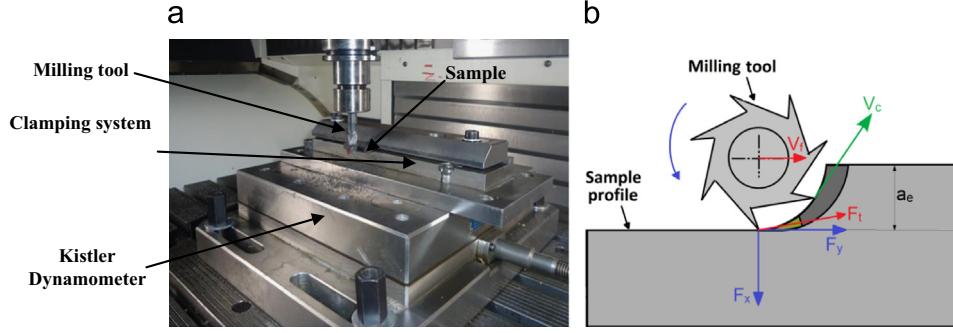 a
Milling tool
Sample
Clamping system
Kistler
Dynamometer
b
Milling tool
Vc
Vf
Sample
profile
ae
Ft
Fy
Fx